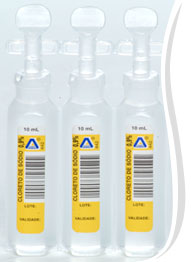 10 mL
10 mL
10 mL
CLORETO DE SÓDIO 0,9%
CLORETO DE SÓDIO 0,9%
CLORETO DE SÓDIO 0,9%
LOTE:
LOTE:
LOTE:
VALIDADE:
VALIDADE:
VALIDADE: